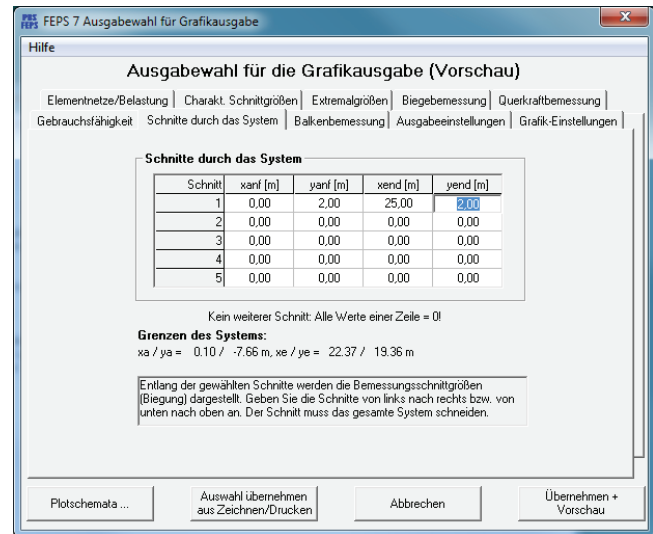 PBS FEPS FEPS 7 Ausgabewahl für Grafikausgabe
Hilfe
Ausgabewahl für die Grafikausgabe (Vorschau)
Elementnetze/Belastung Charakt. Schnittgrößen Extremalgrößen Biegebemessung Querkraftbemessung
Gebrauchsfähigkeit Schnitte durch das System Balkenbemessung Ausgabeeinstellungen Grafik-Einstellungen
Schnitte durch das System
Schnitt xanf [m] yanf [m] xend [m] yend [m]
1 0,00 2,00 25,00 2,00
2 0,00 0,00 0,00 0,00
3 0,00 0,00 0,00 0,00
4 0,00 0,00 0,00 0,00
5 0,00 0,00 0,00 0,00
Kein weiterer Schnitt: Alle Werte einer Zeile = 0!
Grenzen des Systems:
xa / ya = 0.10 / -7.66 m, xe / ye = 22.37 / 19.36 m
Entlang der gewählten Schnitte werden die Bemessungsschnittgrößen
(Biegung) dargestellt. Geben Sie die Schnitte von links nach rechts bzw. von
unten nach oben an. Der Schnitt muss das gesamte System schneiden.
Plotschemata ...
Auswahl übernehmen
aus Zeichnen/Drucken
Abbrechen
Übernehmen +
Vorschau